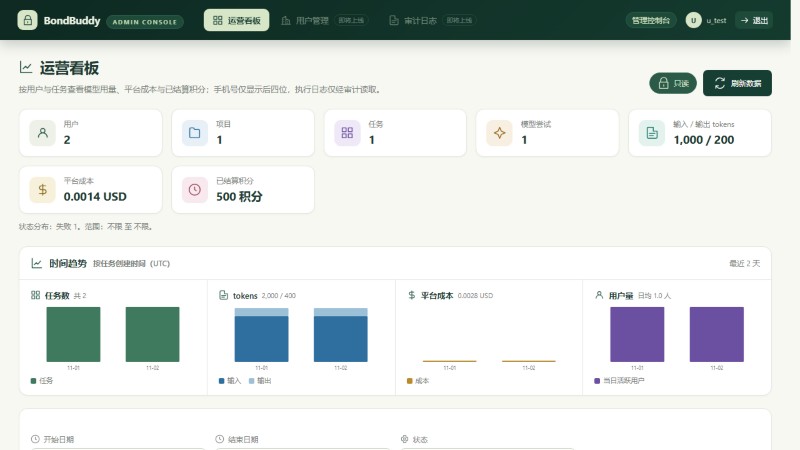 BondBuddy ADMIN CONSOLE 运营看板 用户管理 即将上线 审计日志 即将上线 管理控制台 U u_test 退出
运营看板
按用户与任务查看模型用量、平台成本与已结算积分；手机号仅显示后四位，执行日志仅经审计读取。
只读 刷新数据
用户 2
项目 1
任务 1
模型尝试 1
输入 / 输出 tokens 1,000 / 200
平台成本 0.0014 USD
已结算积分 500 积分
状态分布：失败 1。范围：不限 至 不限。
时间趋势 按任务创建时间（UTC） 最近 2 天
任务数 共 2
11-01 11-02
任务
tokens 2,000 / 400
11-01 11-02
输入 输出
平台成本 0.0028 USD
11-01 11-02
成本
用户量 日均 1.0 人
11-01 11-02
当日活跃用户
开始日期 结束日期 状态